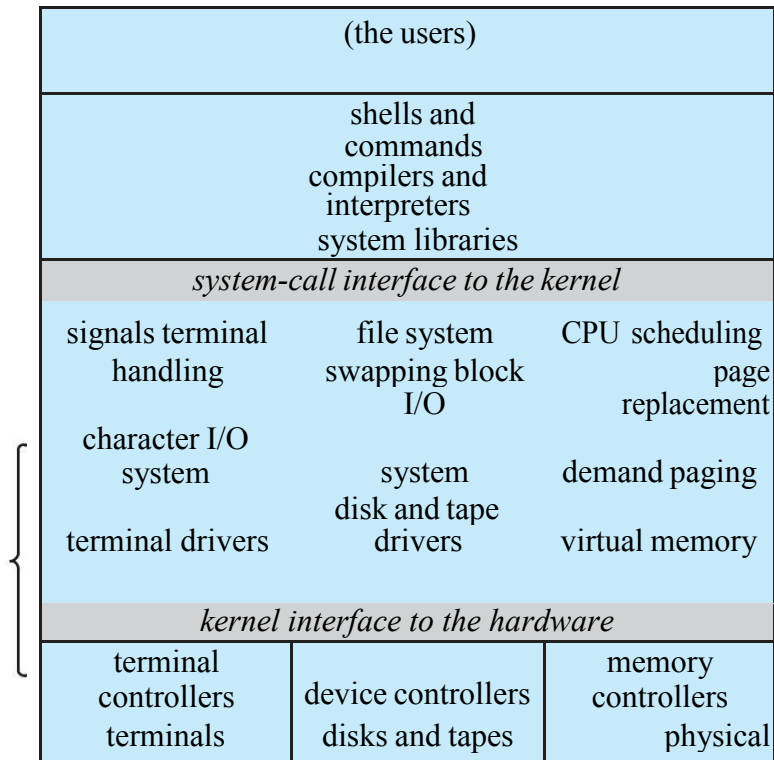 (the users)
shells and
commands
compilers and
interpreters
system libraries
system-call interface to the kernel
signals terminal
handling
character I/O
system
terminal drivers
file system
swapping block
I/O
system
disk and tape
drivers
CPU scheduling
page
replacement
demand paging
virtual memory
kernel interface to the hardware
terminal
controllers
terminals
device controllers
disks and tapes
memory
controllers
physical